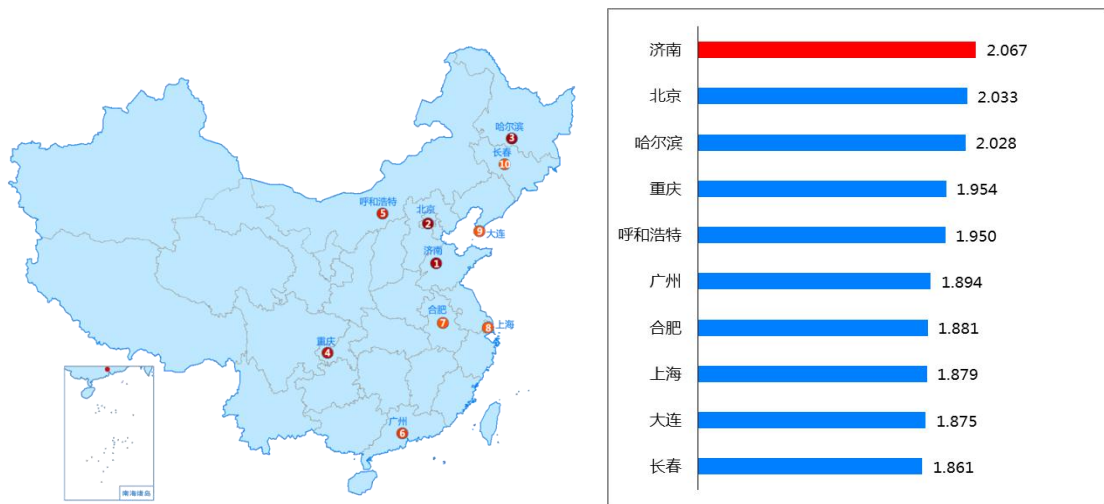 哈尔滨
3
长春
10
呼和浩特
5
北京
2
9 大连
济南
1
合肥
7
上海
8
重庆
4
广州
6
南海诸岛
济南 2.067
北京 2.033
哈尔滨 2.028
重庆 1.954
呼和浩特 1.950
广州 1.894
合肥 1.881
上海 1.879
大连 1.875
长春 1.861